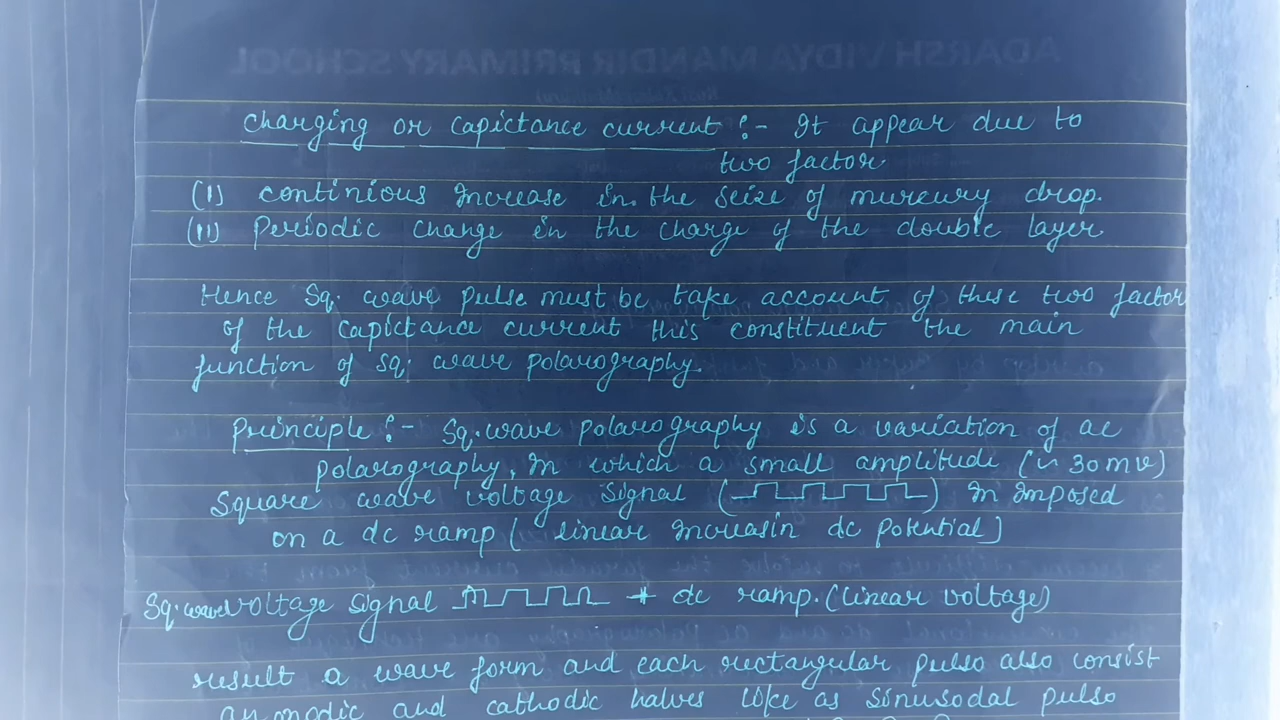 charging or capictance current :- It appear due to
two factor.
(I) continious increase in the seize of murcury drop.
(II) Periodic change in the charge of the double layer
Hence Sq. wave pulse must be take account of these two factor
of the capictance current this constituent the main
function of sq. wave polarography.
Principle :- Sq. wave polarography is a variation of ac
polarography, In which a small amplitude (~ 30 mv)
Square wave voltage signal ( ) In Imposed
on a dc ramp ( linear Increasin dc potential )
Sq. wave voltage signal + dc ramp. (linear voltage)
result a wave form and each rectangular pulso also consist
an modic and cathodic halves like as sinusodal pulso